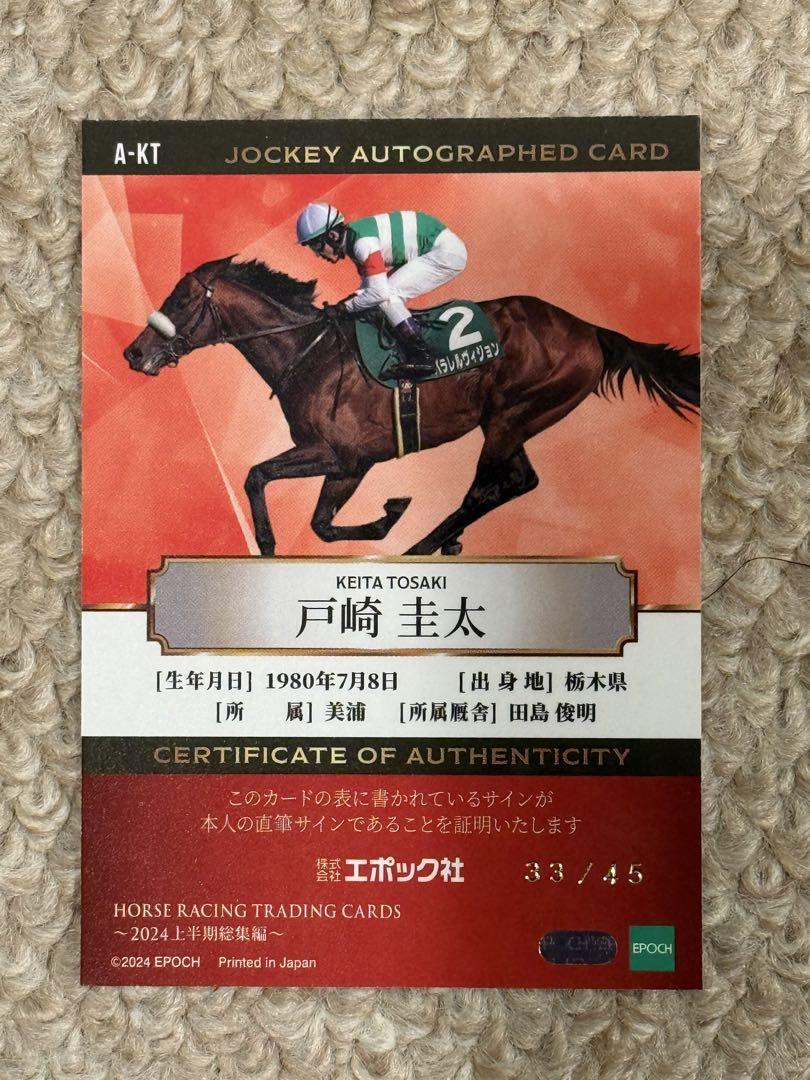 A-KT JOCKEY AUTOGRAPHED CARD
2
パラレルヴィジョン
KEITA TOSAKI
戸崎 圭太
[生年月日] 1980年7月8日 [出身地] 栃木県
[所 属] 美浦 [所属厩舎] 田島 俊明
CERTIFICATE OF AUTHENTICITY
このカードの表に書かれているサインが
本人の直筆サインであることを証明いたします
株式会社 エポック社 33/45
HORSE RACING TRADING CARDS
〜2024上半期総集編〜
EPOCH
©2024 EPOCH Printed in Japan